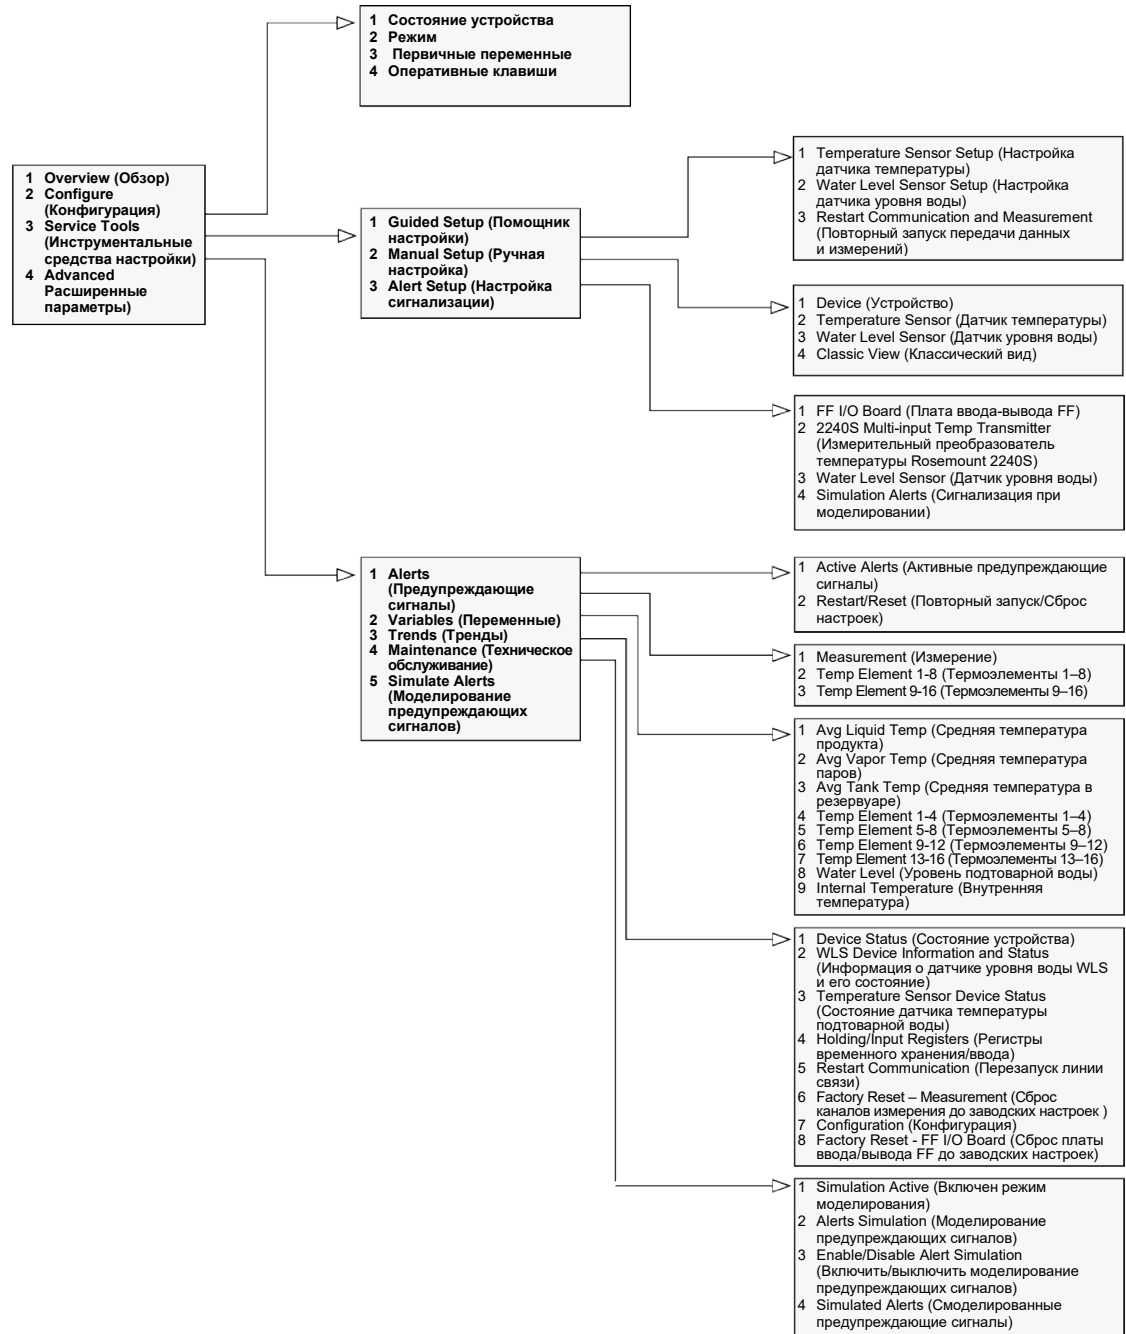 1 Состояние устройства
2 Режим
3 Первичные переменные
4 Оперативные клавиши
1 Overview (Обзор)
2 Configure
(Конфигурация)
3 Service Tools
(Инструментальные
средства настройки)
4 Advanced
Расширенные
параметры)
1 Guided Setup (Помощник
настройки)
2 Manual Setup (Ручная
настройка)
3 Alert Setup (Настройка
сигнализации)
1 Temperature Sensor Setup (Настройка
датчика температуры)
2 Water Level Sensor Setup (Настройка
датчика уровня воды)
3 Restart Communication and Measurement
(Повторный запуск передачи данных
и измерений)
1 Device (Устройство)
2 Temperature Sensor (Датчик температуры)
3 Water Level Sensor (Датчик уровня воды)
4 Classic View (Классический вид)
1 FF I/O Board (Плата ввода-вывода FF)
2 2240S Multi-input Temp Transmitter
(Измерительный преобразователь
температуры Rosemount 2240S)
3 Water Level Sensor (Датчик уровня воды)
4 Simulation Alerts (Сигнализация при
моделировании)
1 Alerts
(Предупреждающие
сигналы)
2 Variables (Переменные)
3 Trends (Тренды)
4 Maintenance (Техническое
обслуживание)
5 Simulate Alerts
(Моделирование
предупреждающих
сигналов)
1 Active Alerts (Активные предупреждающие
сигналы)
2 Restart/Reset (Повторный запуск/Сброс
настроек)
1 Measurement (Измерение)
2 Temp Element 1-8 (Термоэлементы 1–8)
3 Temp Element 9-16 (Термоэлементы 9–16)
1 Avg Liquid Temp (Средняя температура
продукта)
2 Avg Vapor Temp (Средняя температура
паров)
3 Avg Tank Temp (Средняя температура в
резервуаре)
4 Temp Element 1-4 (Термоэлементы 1–4)
5 Temp Element 5-8 (Термоэлементы 5–8)
6 Temp Element 9-12 (Термоэлементы 9–12)
7 Temp Element 13-16 (Термоэлементы 13–16)
8 Water Level (Уровень подтоварной воды)
9 Internal Temperature (Внутренняя
температура)
1 Device Status (Состояние устройства)
2 WLS Device Information and Status
(Информация о датчике уровня воды WLS
и его состояние)
3 Temperature Sensor Device Status
(Состояние датчика температуры
подтоварной воды)
4 Holding/Input Registers (Регистры
временного хранения/ввода)
5 Restart Communication (Перезапуск линии
связи)
6 Factory Reset – Measurement (Сброс
каналов измерения до заводских настроек )
7 Configuration (Конфигурация)
8 Factory Reset - FF I/O Board (Сброс платы
ввода/вывода FF до заводских настроек)
1 Simulation Active (Включен режим
моделирования)
2 Alerts Simulation (Моделирование
предупреждающих сигналов)
3 Enable/Disable Alert Simulation
(Включить/выключить моделирование
предупреждающих сигналов)
4 Simulated Alerts (Смоделированные
предупреждающие сигналы)